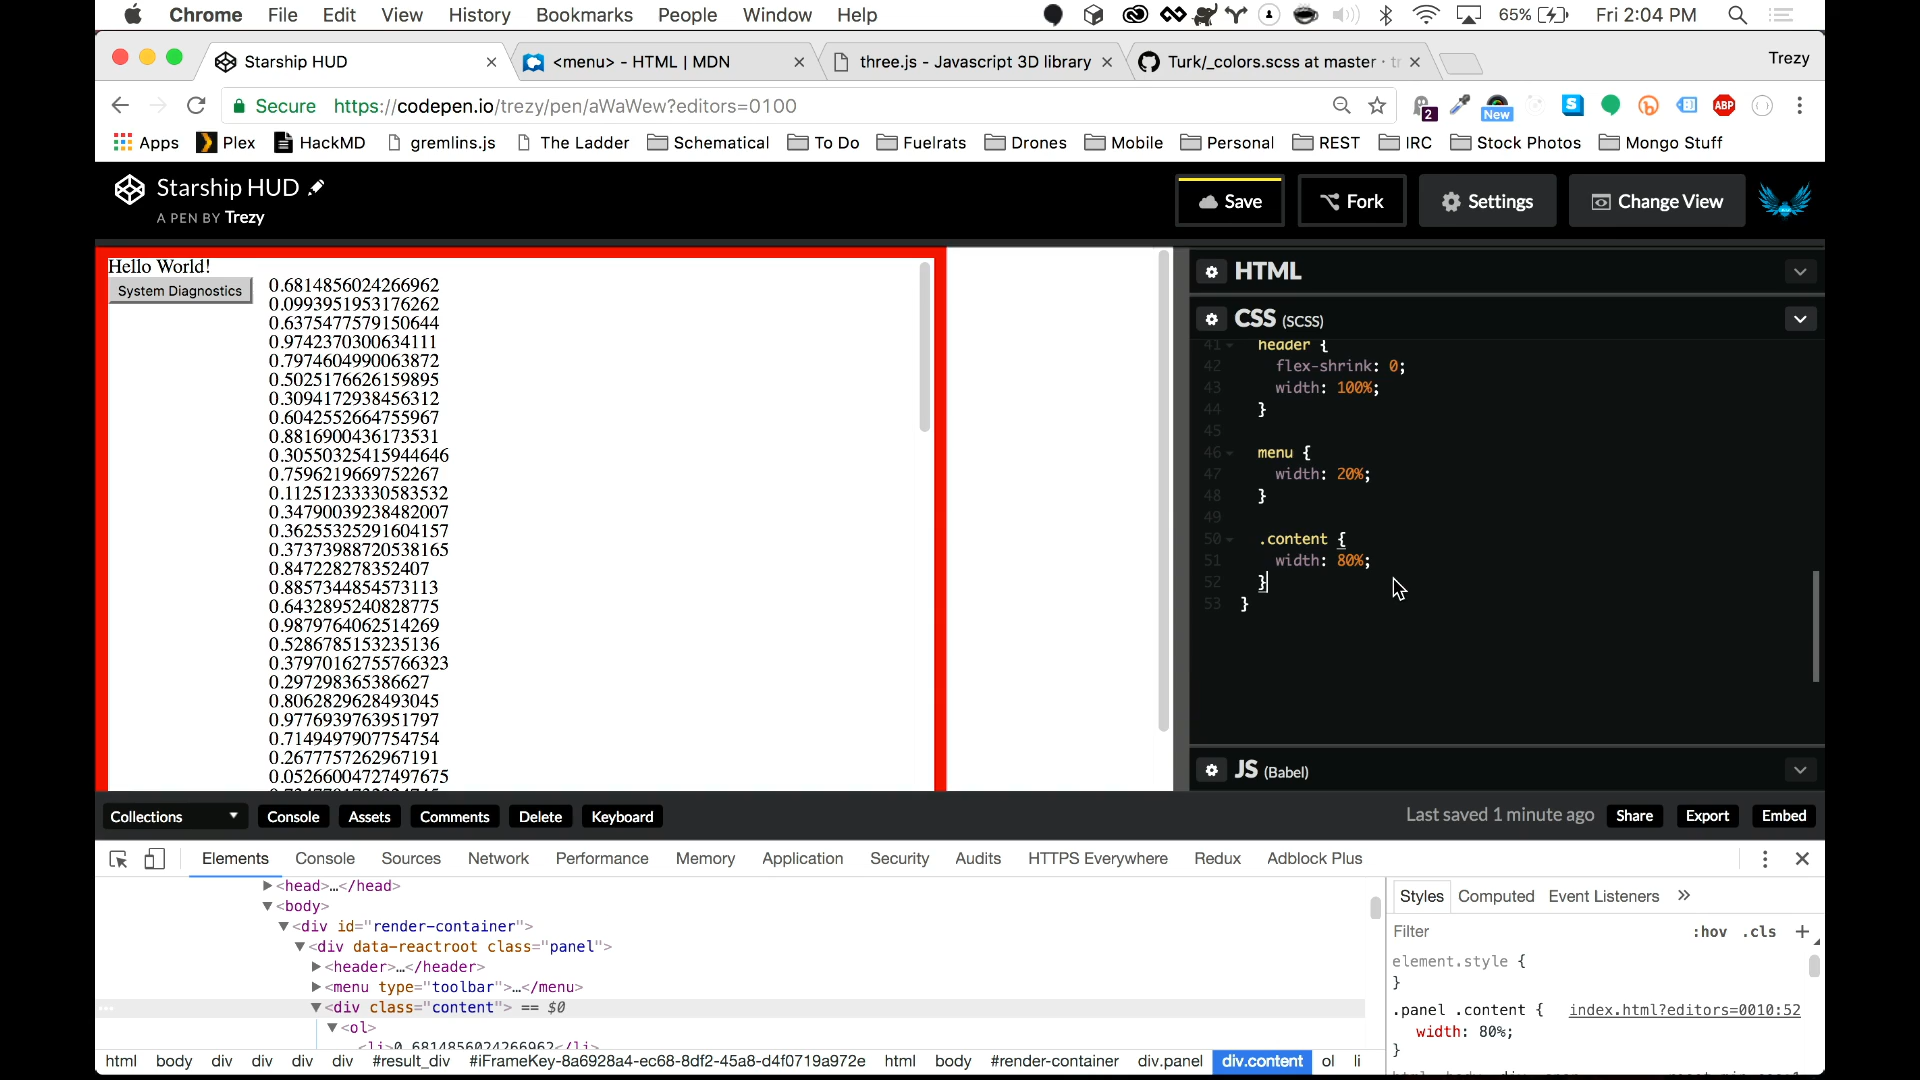 Chrome File Edit View History Bookmarks People Window Help 65% Fri 2:04 PM
Starship HUD <menu> - HTML | MDN three.js - Javascript 3D library Turk/_colors.scss at master · Trezy
Secure https://codepen.io/trezy/pen/aWaWew?editors=0100 2 New S ABP
Apps Plex HackMD gremlins.js The Ladder Schematical To Do Fuelrats Drones Mobile Personal REST IRC Stock Photos Mongo Stuff
Starship HUD
A PEN BY Trezy
Save Fork Settings Change View
Hello World!
System Diagnostics
0.6814856024266962
0.0993951953176262
0.6375477579150644
0.9742370300634111
0.7974604990063872
0.5025176626159895
0.3094172938456312
0.6042552664755967
0.8816900436173531
0.30550325415944646
0.7596219669752267
0.11251233330583532
0.34790039238482007
0.36255325291604157
0.37373988720538165
0.847228278352407
0.8857344854573113
0.6432895240828775
0.9879764062514269
0.5286785153235136
0.37970162755766323
0.297298365386627
0.8062829628493045
0.9776939763951797
0.7149497907754754
0.2677757262967191
0.05266004727497675
HTML
CSS (SCSS)
41 header {
42 flex-shrink: 0;
43 width: 100%;
44 }
45
46 menu {
47 width: 20%;
48 }
49
50 .content {
51 width: 80%;
52 }
53 }
JS (Babel)
Collections Console Assets Comments Delete Keyboard Last saved 1 minute ago Share Export Embed
Elements Console Sources Network Performance Memory Application Security Audits HTTPS Everywhere Redux Adblock Plus
<head>…</head>
<body>
<div id="render-container">
<div data-reactroot class="panel">
<header>…</header>
<menu type="toolbar">…</menu>
<div class="content"> == $0
<ol>
<li>0.6814856024266962</li>
html body div div div div #result_div #iFrameKey-8a6928a4-ec68-8df2-45a8-d4f0719a972e html body #render-container div.panel div.content ol li
Styles Computed Event Listeners »
Filter :hov .cls +
element.style {
}
.panel .content { index.html?editors=0010:52
width: 80%;
}